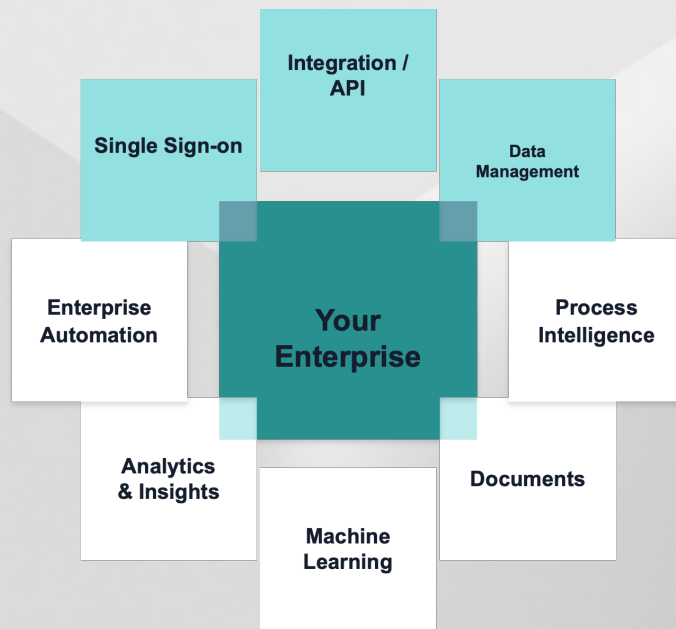 Integration /
API
Single Sign-on
Data
Management
Enterprise
Automation
Your
Enterprise
Process
Intelligence
Analytics
& Insights
Documents
Machine
Learning